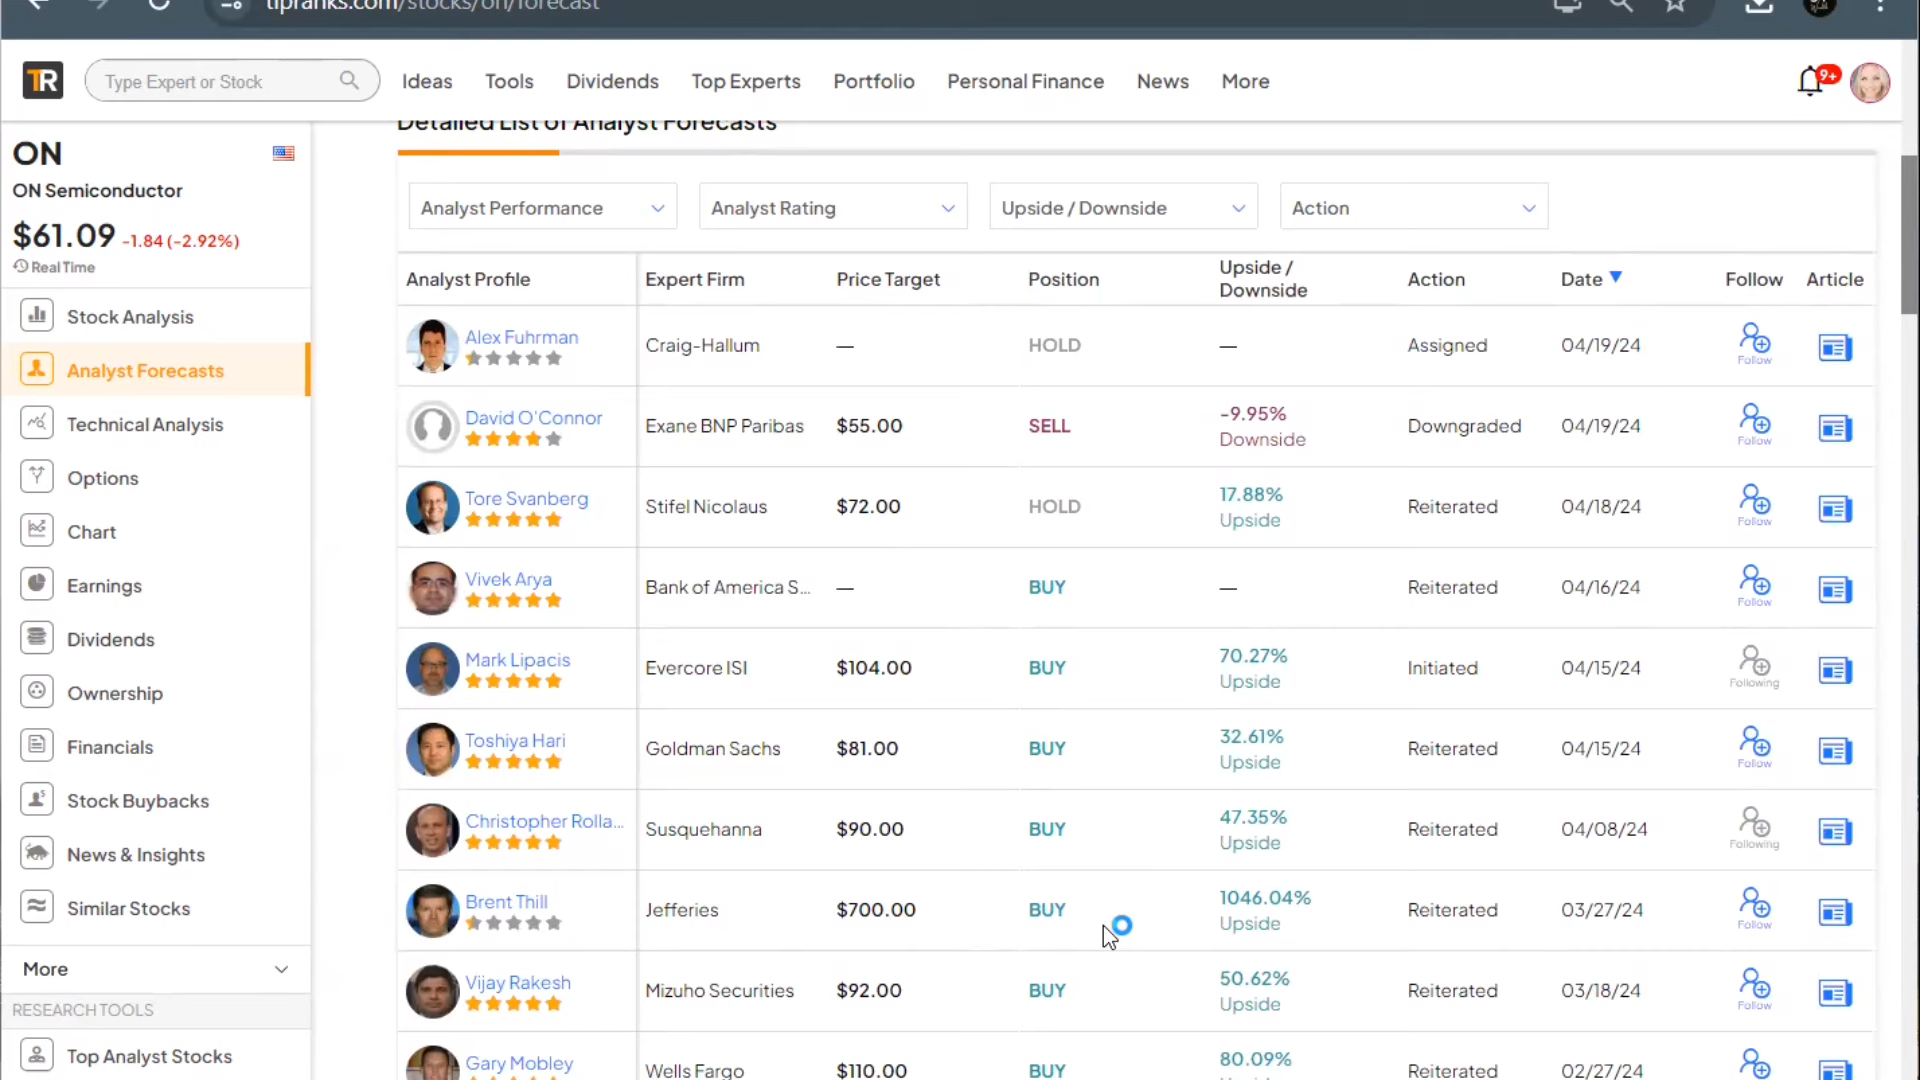 tipranks.com/stocks/on/forecast
TR
Type Expert or Stock
Ideas
Tools
Dividends
Top Experts
Portfolio
Personal Finance
News
More
9+
ON
ON Semiconductor
$61.09 -1.84 (-2.92%)
Real Time
Stock Analysis
Analyst Forecasts
Technical Analysis
Options
Chart
Earnings
Dividends
Ownership
Financials
Stock Buybacks
News & Insights
Similar Stocks
More
RESEARCH TOOLS
Top Analyst Stocks
Detailed List of Analyst Forecasts
Analyst Performance
Analyst Rating
Upside / Downside
Action
Analyst Profile
Expert Firm
Price Target
Position
Upside /
Downside
Action
Date
Follow
Article
Alex Fuhrman
Craig-Hallum
—
HOLD
—
Assigned
04/19/24
Follow
David O'Connor
Exane BNP Paribas
$55.00
SELL
-9.95%
Downside
Downgraded
04/19/24
Follow
Tore Svanberg
Stifel Nicolaus
$72.00
HOLD
17.88%
Upside
Reiterated
04/18/24
Follow
Vivek Arya
Bank of America S...
—
BUY
—
Reiterated
04/16/24
Follow
Mark Lipacis
Evercore ISI
$104.00
BUY
70.27%
Upside
Initiated
04/15/24
Following
Toshiya Hari
Goldman Sachs
$81.00
BUY
32.61%
Upside
Reiterated
04/15/24
Follow
Christopher Rolla...
Susquehanna
$90.00
BUY
47.35%
Upside
Reiterated
04/08/24
Following
Brent Thill
Jefferies
$700.00
BUY
1046.04%
Upside
Reiterated
03/27/24
Follow
Vijay Rakesh
Mizuho Securities
$92.00
BUY
50.62%
Upside
Reiterated
03/18/24
Follow
Gary Mobley
Wells Fargo
$110.00
BUY
80.09%
Reiterated
02/27/24